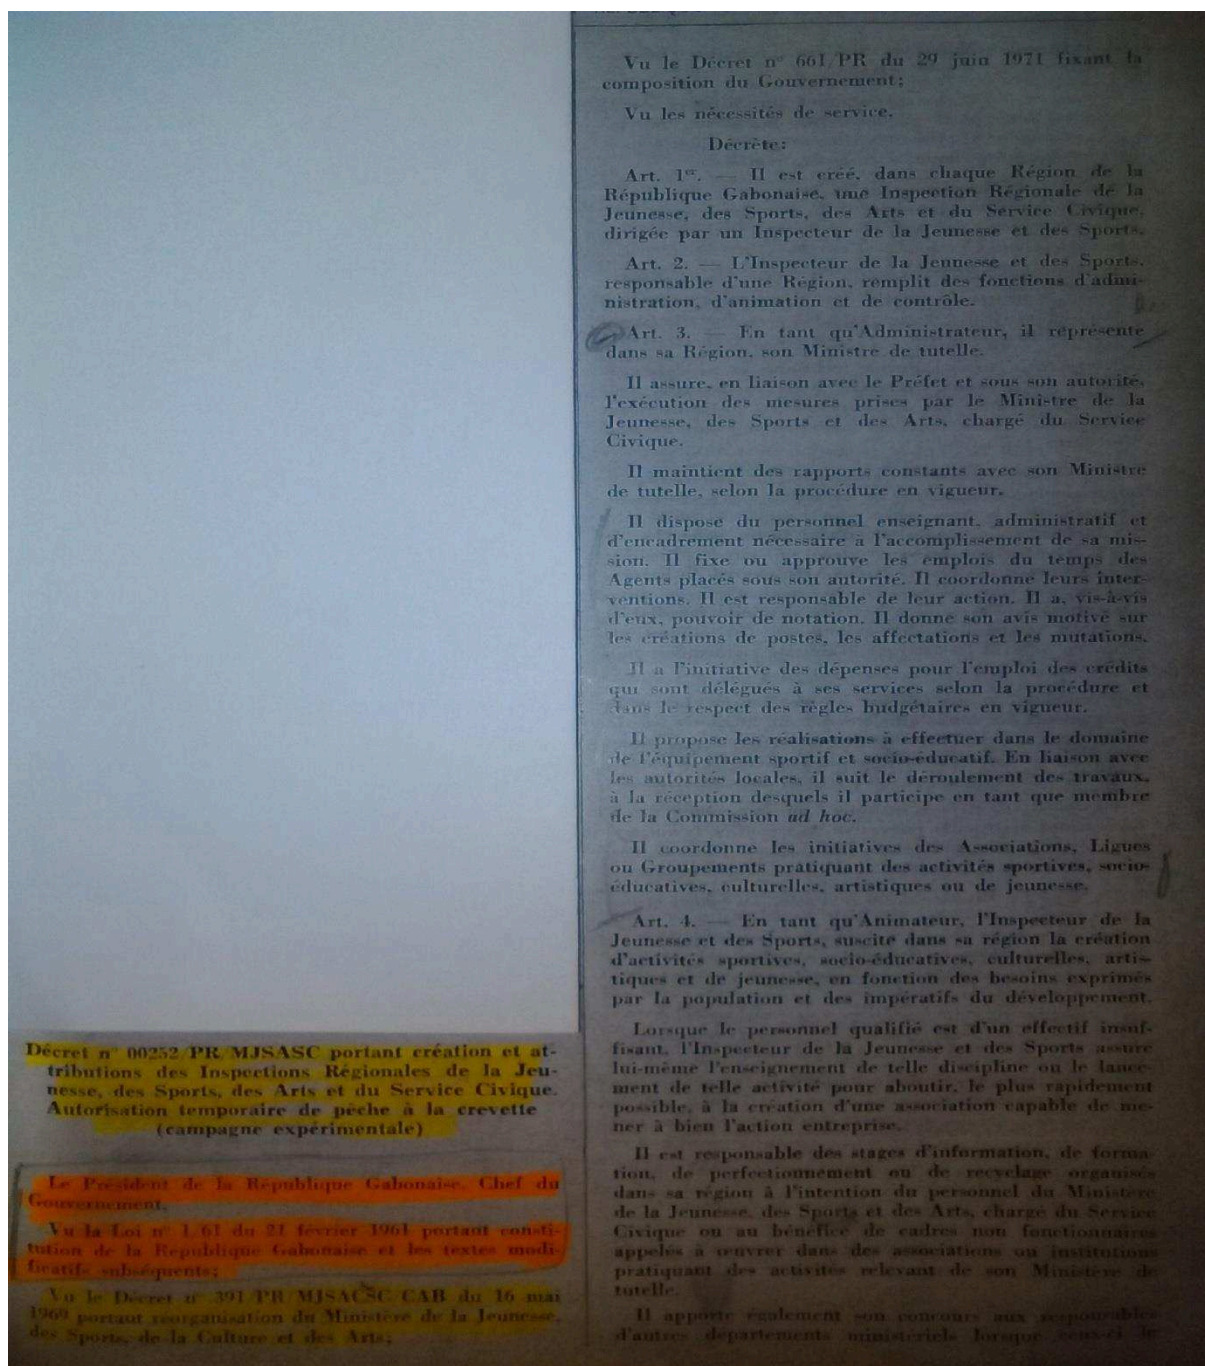 Décret n° 00252/PR/MJSASC portant création et at-
tributions des Inspections Régionales de la Jeu-
nesse, des Sports, des Arts et du Service Civique.
Autorisation temporaire de pêche à la crevette
(campagne expérimentale)
Le Président de la République Gabonaise, Chef du
Gouvernement,
Vu la Loi n° 1/61 du 21 février 1961 portant consti-
tution de la République Gabonaise et les textes modi-
ficatifs subséquents;
Vu le Décret n° 391/PR/MJSACSC/CAB du 16 mai
1969 portant réorganisation du Ministère de la Jeunesse,
des Sports, de la Culture et des Arts;
Vu le Décret n° 661/PR du 29 juin 1971 fixant la
composition du Gouvernement;
Vu les nécessités de service,
Décrète:
Art. 1er. — Il est créé, dans chaque Région de la
République Gabonaise, une Inspection Régionale de la
Jeunesse, des Sports, des Arts et du Service Civique,
dirigée par un Inspecteur de la Jeunesse et des Sports.
Art. 2. — L'Inspecteur de la Jeunesse et des Sports,
responsable d'une Région, remplit des fonctions d'admi-
nistration, d'animation et de contrôle.
Art. 3. — En tant qu'Administrateur, il représente
dans sa Région, son Ministre de tutelle.
Il assure, en liaison avec le Préfet et sous son autorité,
l'exécution des mesures prises par le Ministre de la
Jeunesse, des Sports et des Arts, chargé du Service
Civique.
Il maintient des rapports constants avec son Ministre
de tutelle, selon la procédure en vigueur.
Il dispose du personnel enseignant, administratif et
d'encadrement nécessaire à l'accomplissement de sa mis-
sion. Il fixe ou approuve les emplois du temps des
Agents placés sous son autorité. Il coordonne leurs inter-
ventions. Il est responsable de leur action. Il a, vis-à-vis
d'eux, pouvoir de notation. Il donne son avis motivé sur
les créations de postes, les affectations et les mutations.
Il a l'initiative des dépenses pour l'emploi des crédits
qui sont délégués à ses services selon la procédure et
dans le respect des règles budgétaires en vigueur.
Il propose les réalisations à effectuer dans le domaine
de l'équipement sportif et socio-éducatif. En liaison avec
les autorités locales, il suit le déroulement des travaux,
à la réception desquels il participe en tant que membre
de la Commission ad hoc.
Il coordonne les initiatives des Associations, Ligues
ou Groupements pratiquant des activités sportives, socio-
éducatives, culturelles, artistiques ou de jeunesse.
Art. 4. — En tant qu'Animateur, l'Inspecteur de la
Jeunesse et des Sports, suscite dans sa région la création
d'activités sportives, socio-éducatives, culturelles, artis-
tiques et de jeunesse, en fonction des besoins exprimés
par la population et des impératifs du développement.
Lorsque le personnel qualifié est d'un effectif insuf-
fisant, l'Inspecteur de la Jeunesse et des Sports assure
lui-même l'enseignement de telle discipline ou le lance-
ment de telle activité pour aboutir, le plus rapidement
possible, à la création d'une association capable de me-
ner à bien l'action entreprise.
Il est responsable des stages d'information, de forma-
tion, de perfectionnement ou de recyclage organisés
dans sa région à l'intention du personnel du Ministère
de la Jeunesse, des Sports et des Arts, chargé du Service
Civique ou au bénéfice de cadres non fonctionnaires
appelés à œuvrer dans des associations ou institutions
pratiquant des activités relevant de son Ministère de
tutelle.
Il apporte également son concours aux responsables
d'autres départements ministériels lorsque ceux-ci le